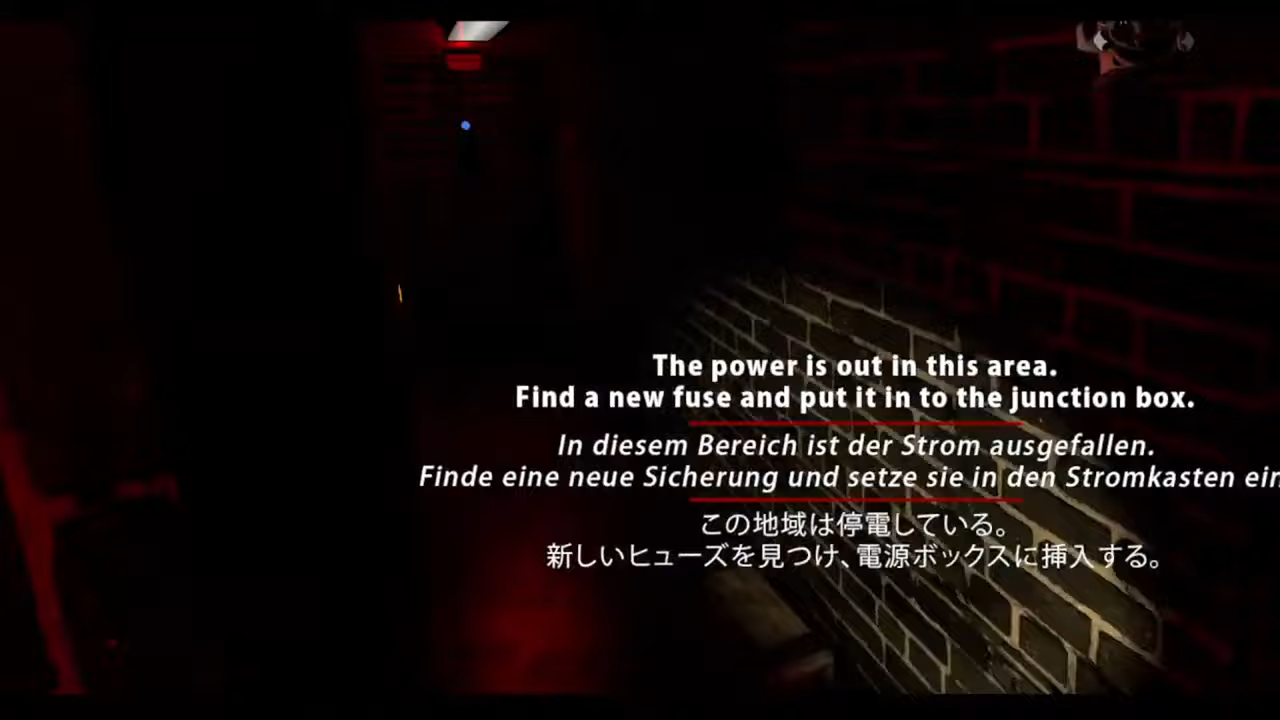 The power is out in this area.
Find a new fuse and put it in to the junction box.
In diesem Bereich ist der Strom ausgefallen.
Finde eine neue Sicherung und setze sie in den Stromkasten ein
この地域は停電している。
新しいヒューズを見つけ、電源ボックスに挿入する。